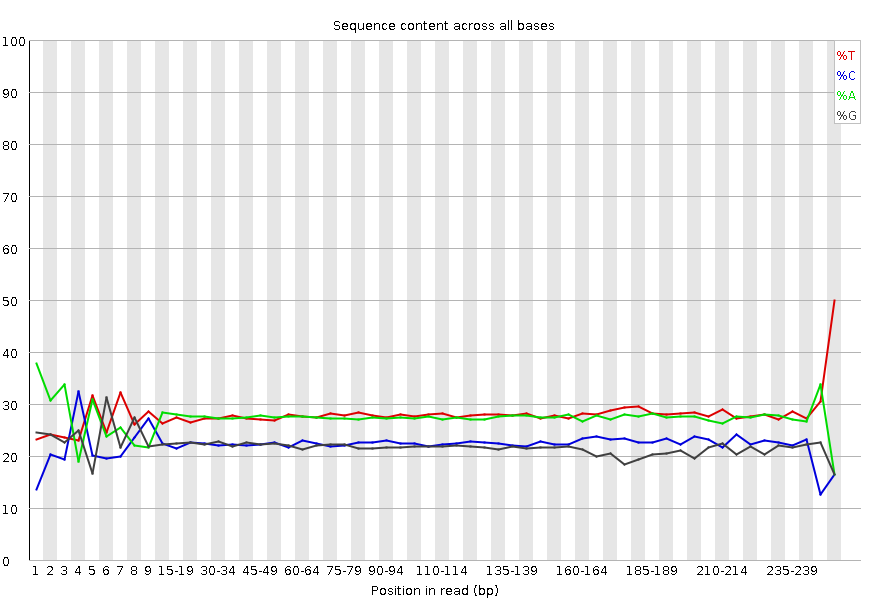 Sequence content across all bases
100
90
80
70
60
50
40
30
20
10
0
%T
%C
%A
%G
1 2 3 4 5 6 7 8 9 15-19 30-34 45-49 60-64 75-79 90-94 110-114 135-139 160-164 185-189 210-214 235-239
Position in read (bp)